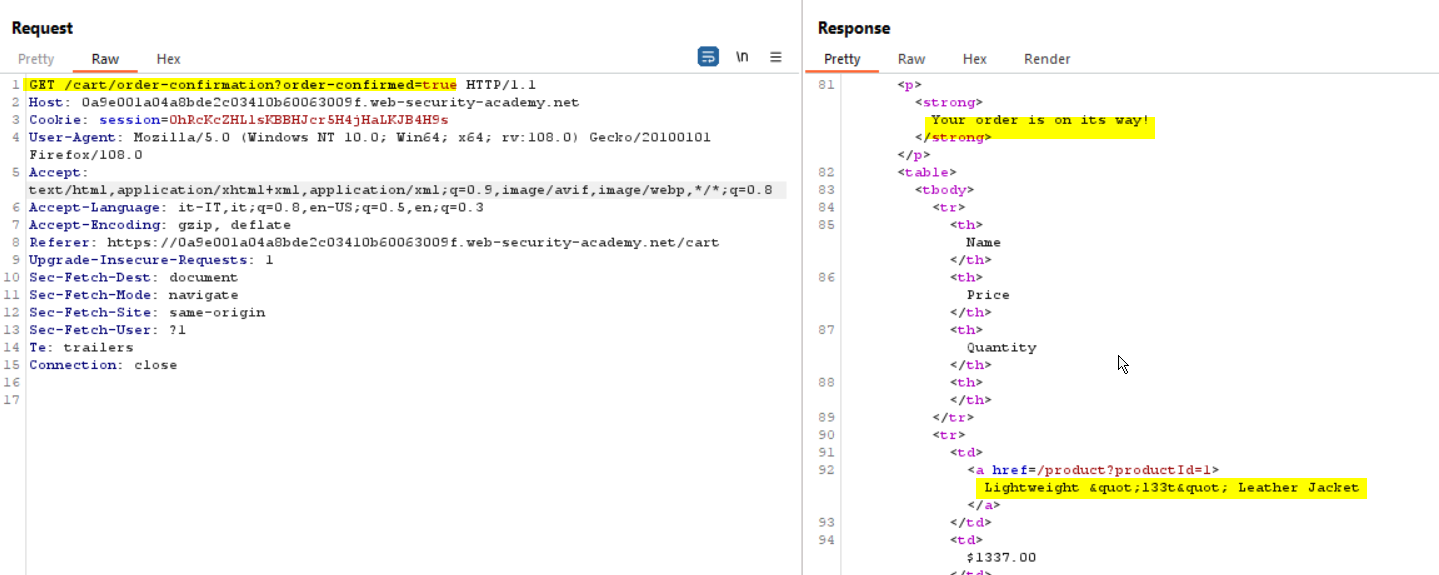 Request
Pretty Raw Hex \n
1 GET /cart/order-confirmation?order-confirmed=true HTTP/1.1
2 Host: 0a9e001a04a8bde2c03410b60063009f.web-security-academy.net
3 Cookie: session=0hRcKcZHLlsKBBHJcr5H4jHaLKJB4H9s
4 User-Agent: Mozilla/5.0 (Windows NT 10.0; Win64; x64; rv:108.0) Gecko/20100101
Firefox/108.0
5 Accept:
text/html,application/xhtml+xml,application/xml;q=0.9,image/avif,image/webp,*/*;q=0.8
6 Accept-Language: it-IT,it;q=0.8,en-US;q=0.5,en;q=0.3
7 Accept-Encoding: gzip, deflate
8 Referer: https://0a9e001a04a8bde2c03410b60063009f.web-security-academy.net/cart
9 Upgrade-Insecure-Requests: 1
10 Sec-Fetch-Dest: document
11 Sec-Fetch-Mode: navigate
12 Sec-Fetch-Site: same-origin
13 Sec-Fetch-User: ?1
14 Te: trailers
15 Connection: close
16
17
Response
Pretty Raw Hex Render
81 <p>
<strong>
Your order is on its way!
</strong>
</p>
82 <table>
83 <tbody>
84 <tr>
85 <th>
Name
</th>
86 <th>
Price
</th>
87 <th>
Quantity
</th>
88 <th>
</th>
89 </tr>
90 <tr>
91 <td>
92 <a href=/product?productId=1>
Lightweight &quot;l33t&quot; Leather Jacket
</a>
93 </td>
94 <td>
$1337.00
</td>